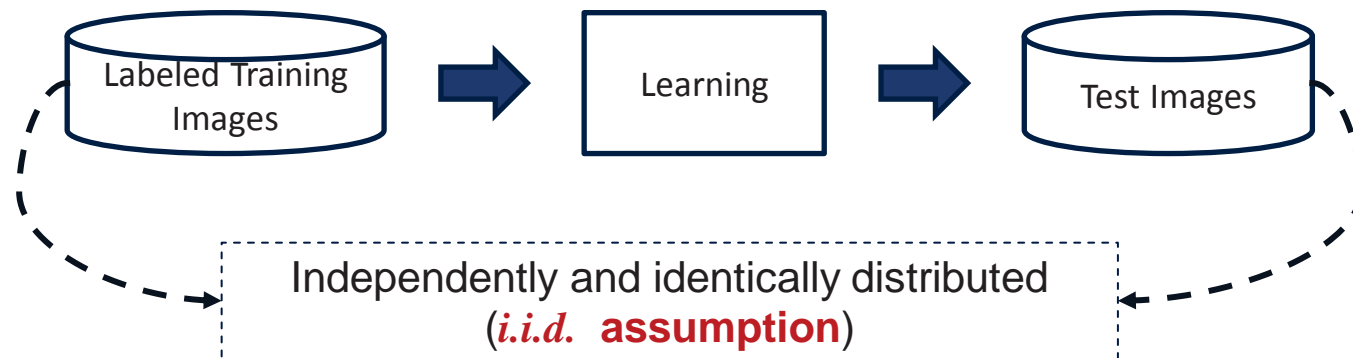 Labeled Training
Images
Learning
Test Images
Independently and identically distributed
(i.i.d. assumption)